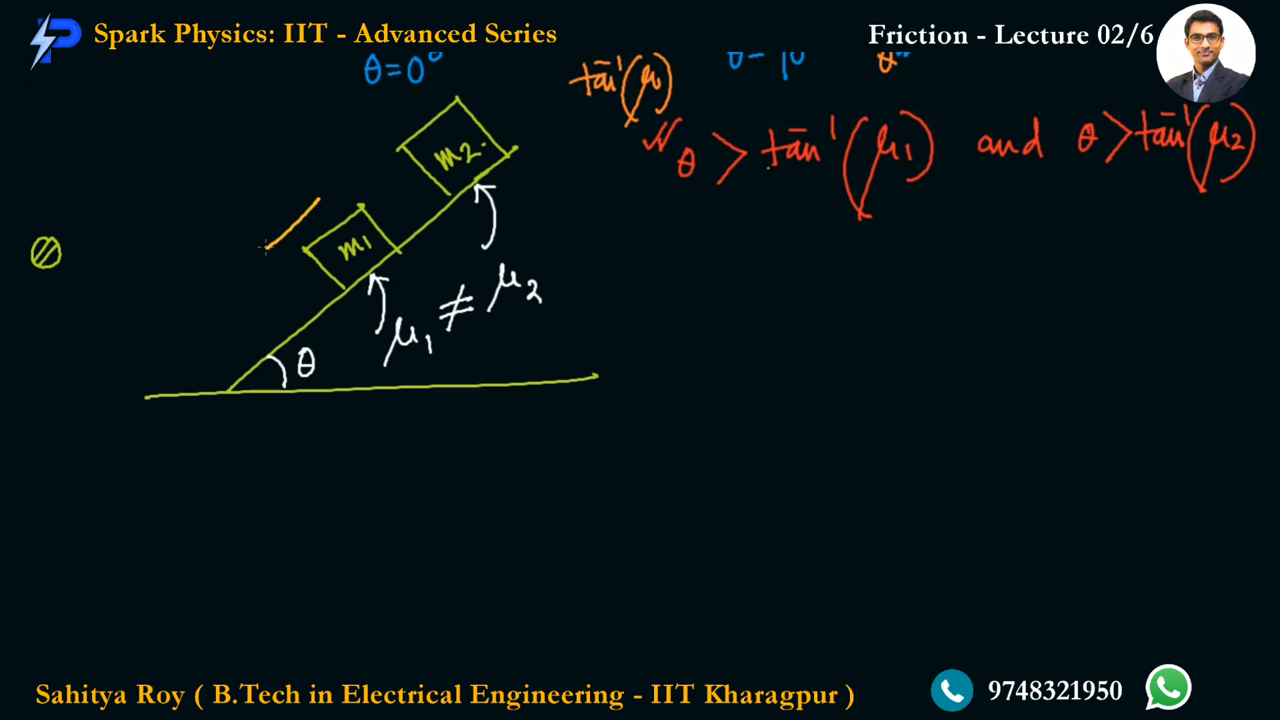 Spark Physics: IIT - Advanced Series
Friction - Lecture 02/6
θ=0°
tan⁻¹(μ)
θ > tan⁻¹(μ1) and θ > tan⁻¹(μ2)
m2
m1
μ1 ≠ μ2
θ
Sahitya Roy ( B.Tech in Electrical Engineering - IIT Kharagpur )
9748321950